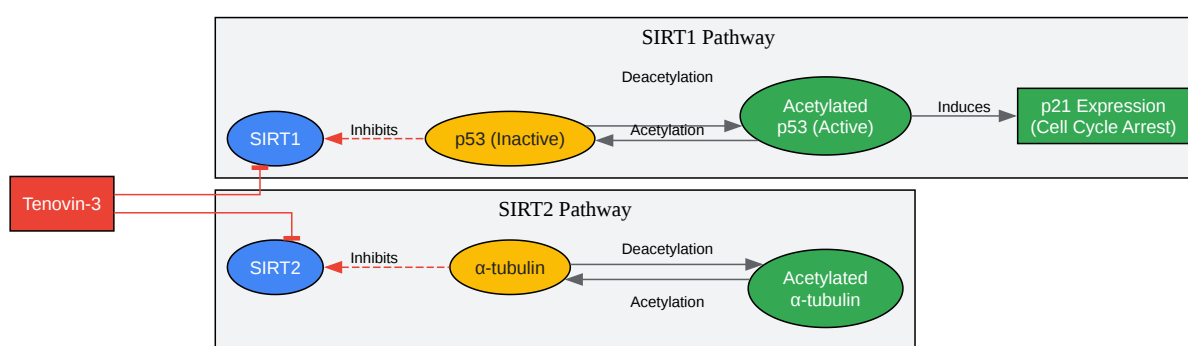 SIRT1 Pathway
Deacetylation
Acetylated
p53 (Active)
Induces
p21 Expression
(Cell Cycle Arrest)
SIRT1
Inhibits
p53 (Inactive)
Acetylation
Tenovin-3
SIRT2 Pathway
SIRT2
Inhibits
α-tubulin
Deacetylation
Acetylation
Acetylated
α-tubulin